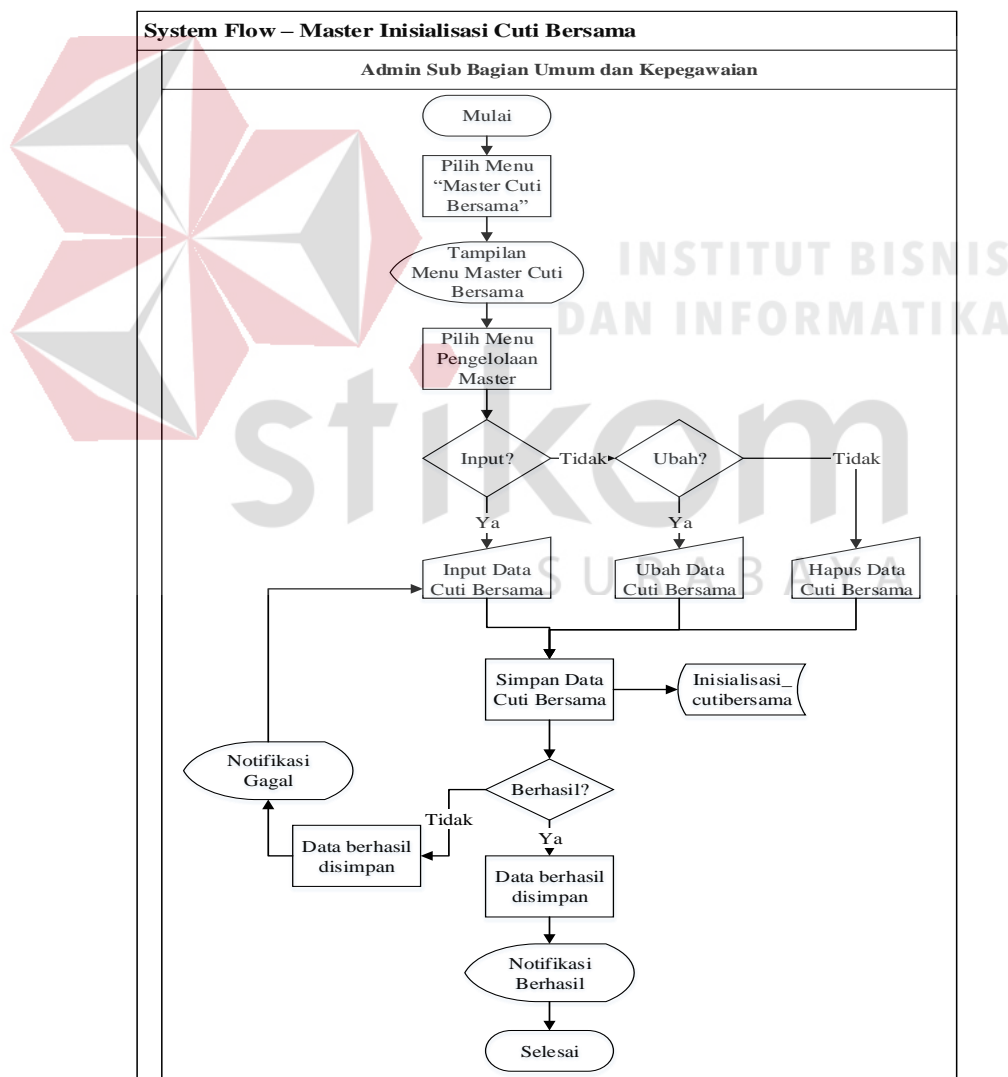 System Flow – Master Inisialisasi Cuti Bersama
Admin Sub Bagian Umum dan Kepegawaian
Mulai
Pilih Menu
“Master Cuti
Bersama”
Tampilan
Menu Master Cuti
Bersama
INSTITUT BISNIS
DAN INFORMATIKA
Pilih Menu
Pengelolaan
Master
stikom
SURABAYA
Input?
Tidak
Ubah?
Tidak
Ya
Ya
Input Data
Cuti Bersama
Ubah Data
Cuti Bersama
Hapus Data
Cuti Bersama
Simpan Data
Cuti Bersama
Inisialisasi_
cutibersama
Notifikasi
Gagal
Berhasil?
Tidak
Ya
Data berhasil
disimpan
Data berhasil
disimpan
Notifikasi
Berhasil
Selesai